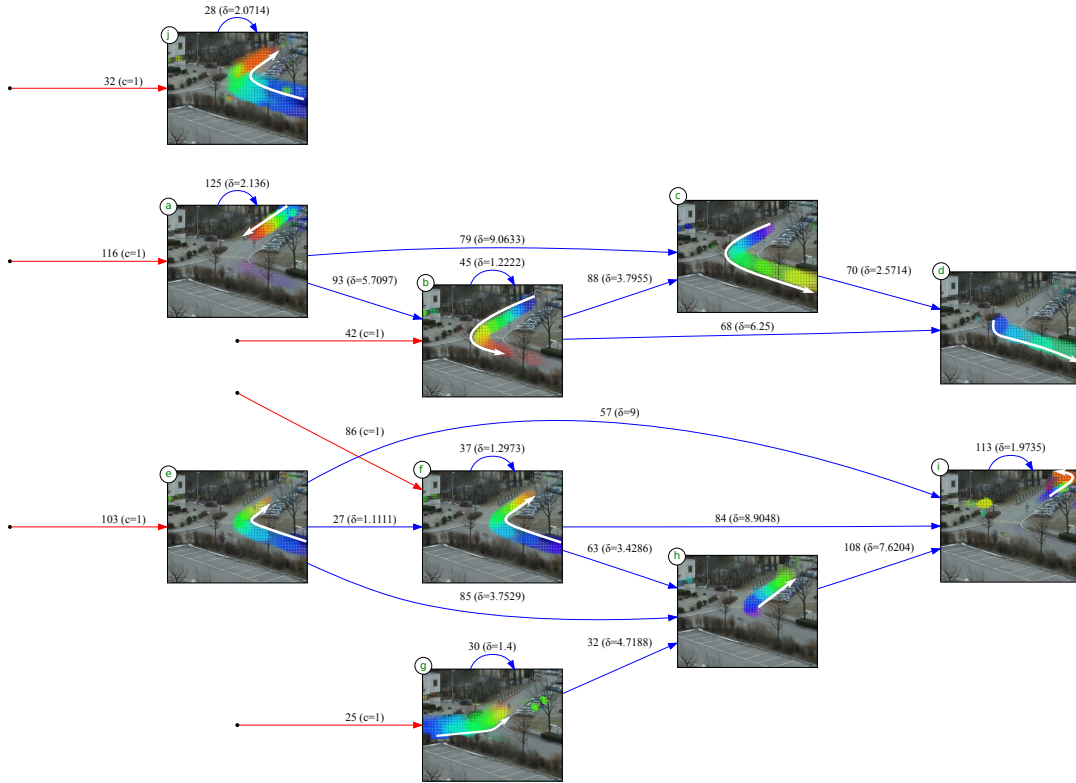 28 (δ=2.0714)
j
32 (c=1)
125 (δ=2.136)
a
c
116 (c=1)
79 (δ=9.0633)
45 (δ=1.2222)
93 (δ=5.7097)
b
88 (δ=3.7955)
70 (δ=2.5714)
d
42 (c=1)
68 (δ=6.25)
86 (c=1)
57 (δ=9)
37 (δ=1.2973)
113 (δ=1.9735)
e
f
i
103 (c=1)
27 (δ=1.1111)
84 (δ=8.9048)
63 (δ=3.4286)
h
108 (δ=7.6204)
85 (δ=3.7529)
30 (δ=1.4)
32 (δ=4.7188)
g
25 (c=1)